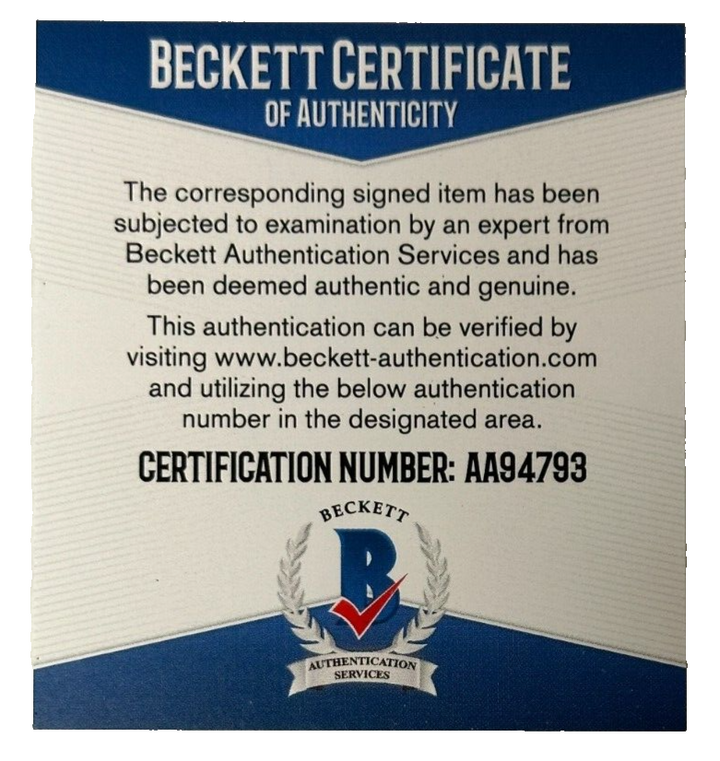 BECKETT CERTIFICATE
OF AUTHENTICITY
The corresponding signed item has been
subjected to examination by an expert from
Beckett Authentication Services and has
been deemed authentic and genuine.
This authentication can be verified by
visiting www.beckett-authentication.com
and utilizing the below authentication
number in the designated area.
CERTIFICATION NUMBER: AA94793
BECKETT
B
AUTHENTICATION
SERVICES